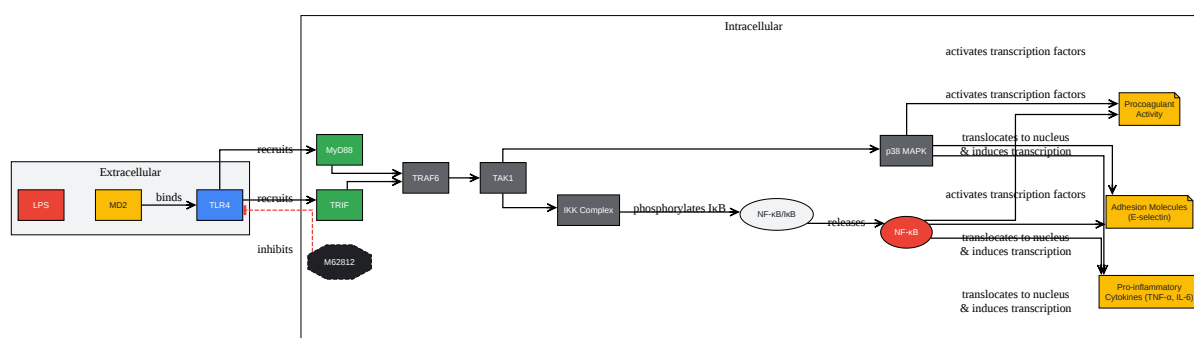 Intracellular
activates transcription factors
activates transcription factors
Procoagulant
Activity
translocates to nucleus
& induces transcription
recruits
MyD88
p38 MAPK
Extracellular
TRAF6
TAK1
LPS
MD2
binds
TLR4
recruits
TRIF
activates transcription factors
IKK Complex
phosphorylates IκB
NF-κB/IκB
releases
NF-κB
Adhesion Molecules
(E-selectin)
translocates to nucleus
& induces transcription
inhibits
M62812
translocates to nucleus
& induces transcription
Pro-inflammatory
Cytokines (TNF-α, IL-6)